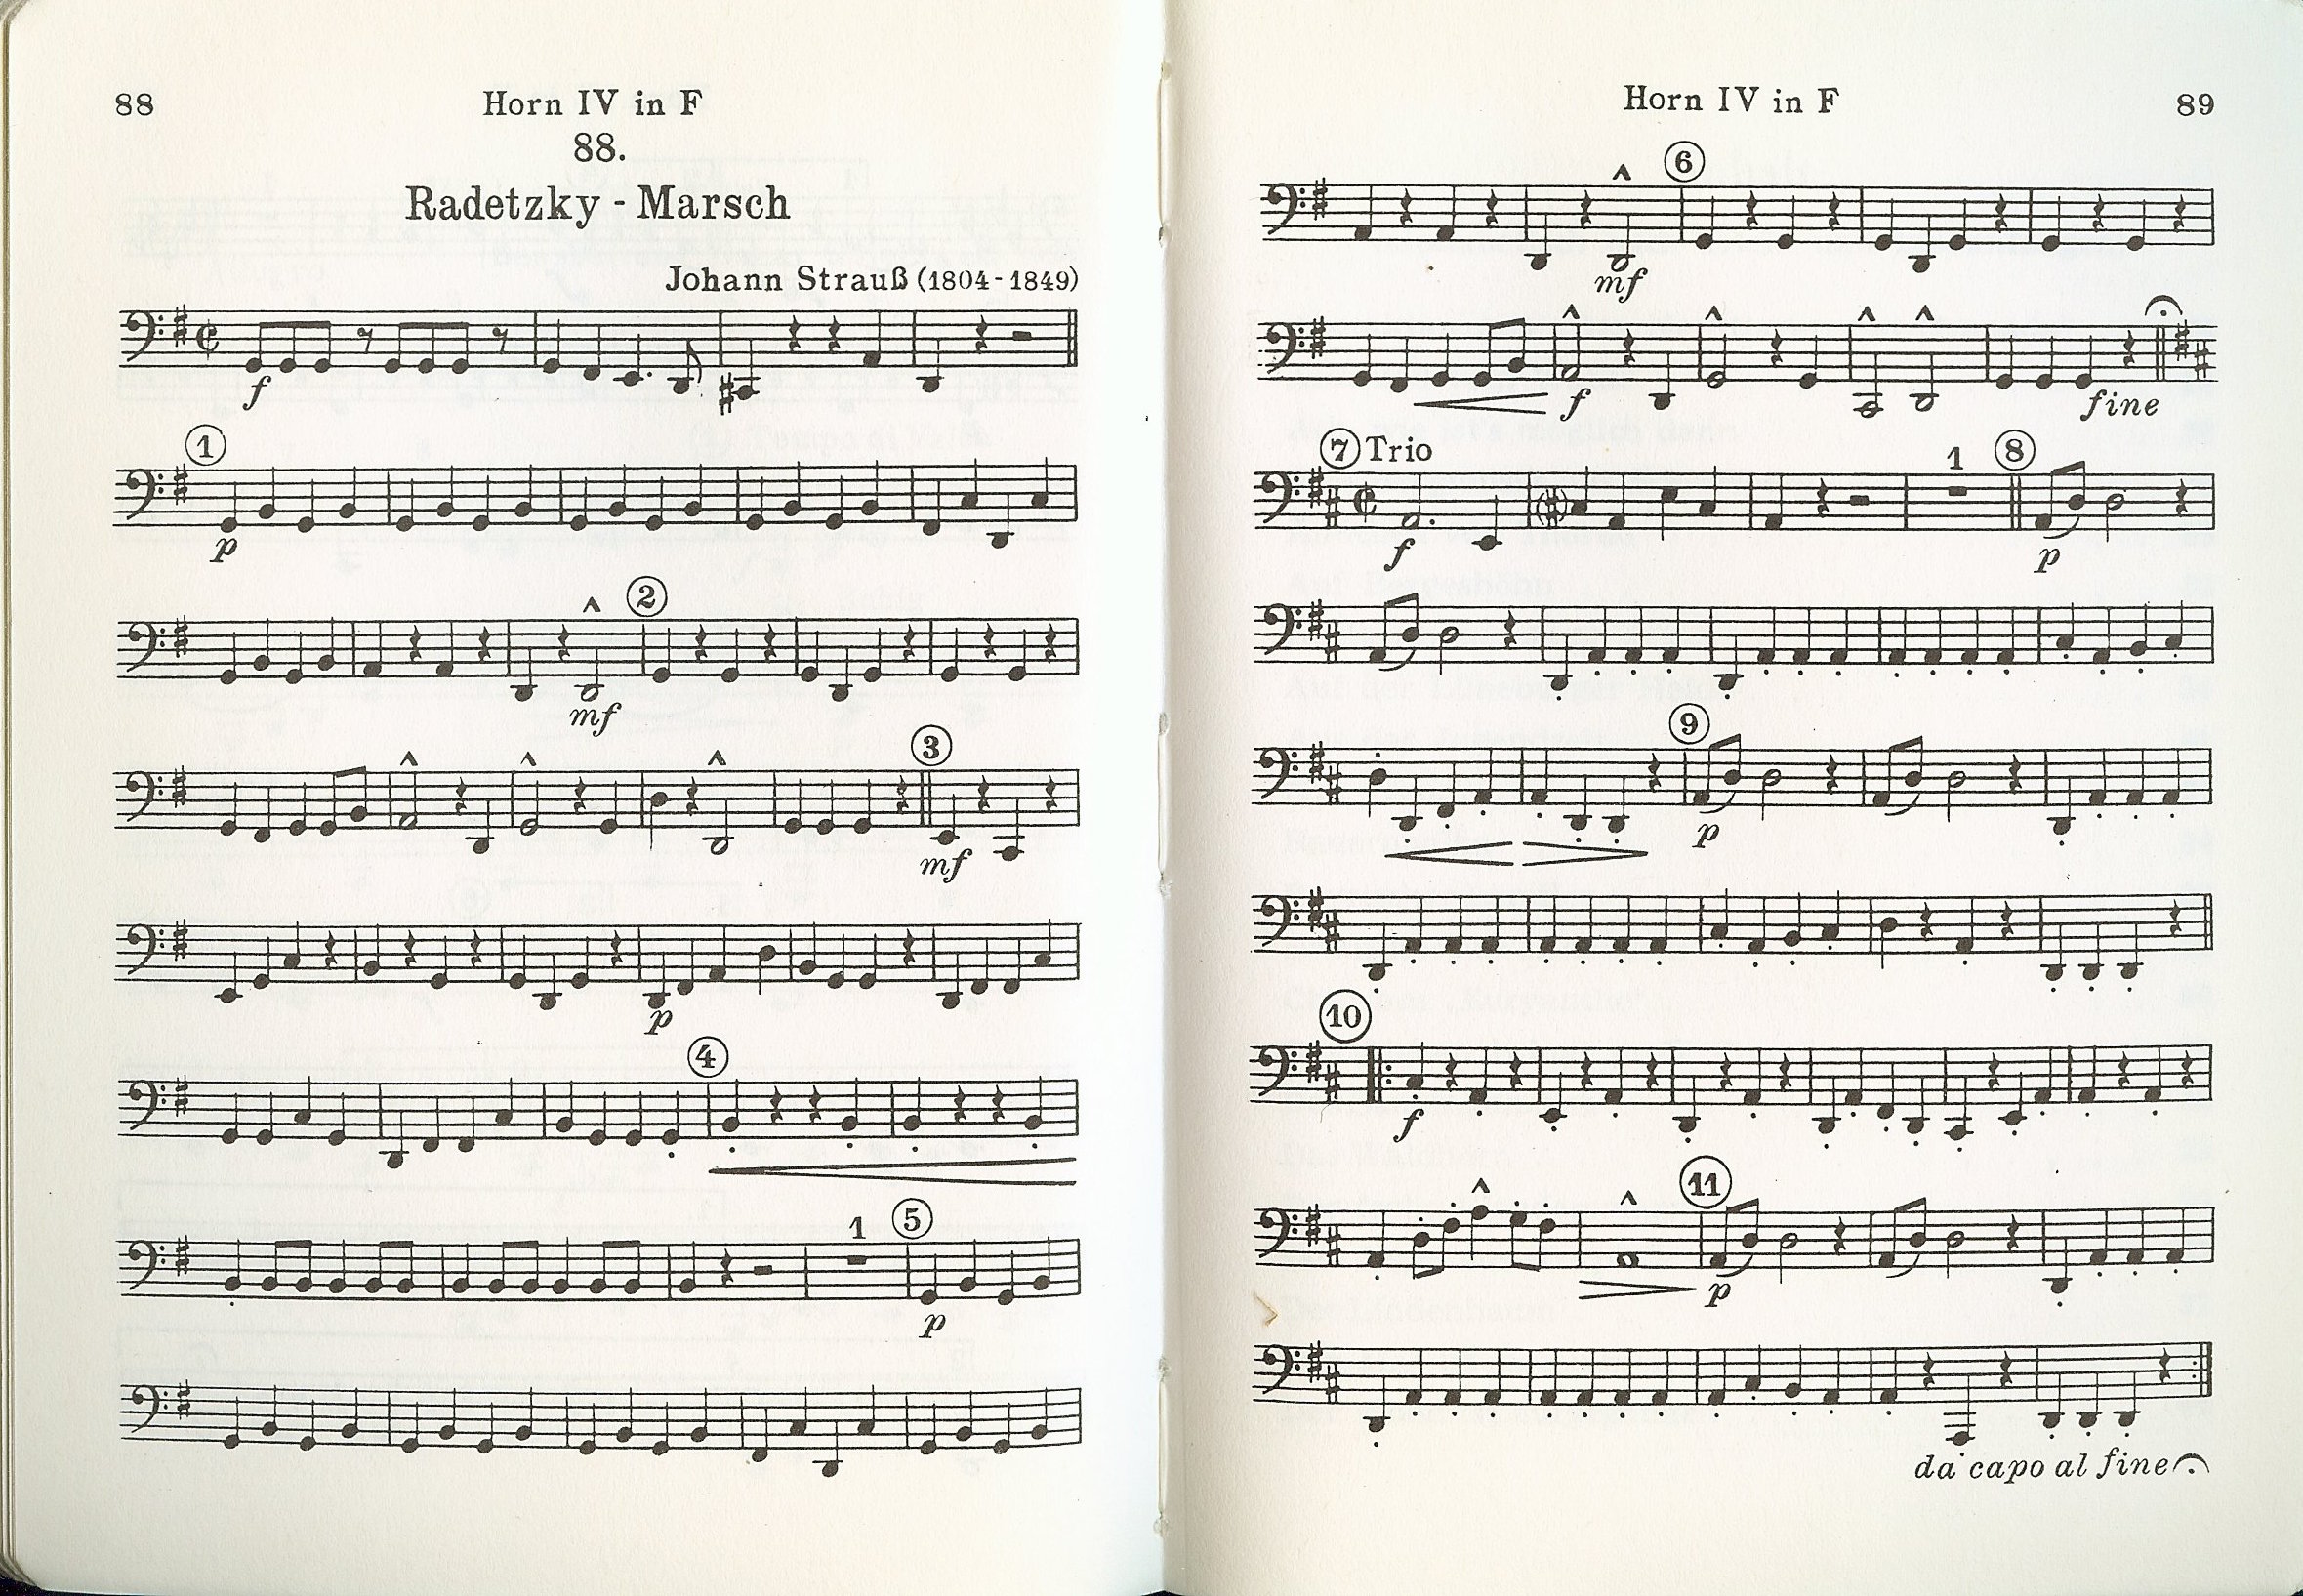 88
Horn IV in F
88.
Radetzky - Marsch
Johann Strauß (1804-1849)
f
1
p
2
mf
3
mf
p
4
1
5
p
Horn IV in F
89
6
mf
f
fine
7 Trio
1
8
f
p
9
p
10
f
11
p
da capo al fine